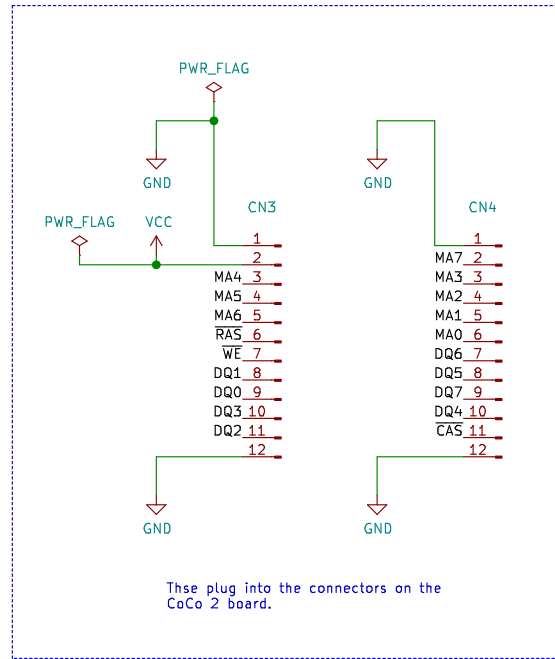 PWR_FLAG
GND
GND
CN3
CN4
PWR_FLAG VCC
1
2
MA4 3
MA5 4
MA6 5
RAS 6
WE 7
DQ1 8
DQ0 9
DQ3 10
DQ2 11
12
1
MA7 2
MA3 3
MA2 4
MA1 5
MA0 6
DQ6 7
DQ5 8
DQ7 9
DQ4 10
CAS 11
12
GND
GND
Thse plug into the connectors on the
CoCo 2 board.